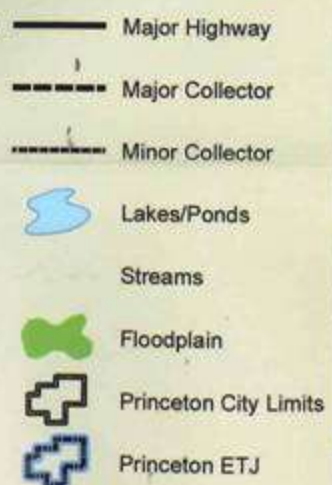 Major Highway
Major Collector
Minor Collector
Lakes/Ponds
Streams
Floodplain
Princeton City Limits
Princeton ETJ